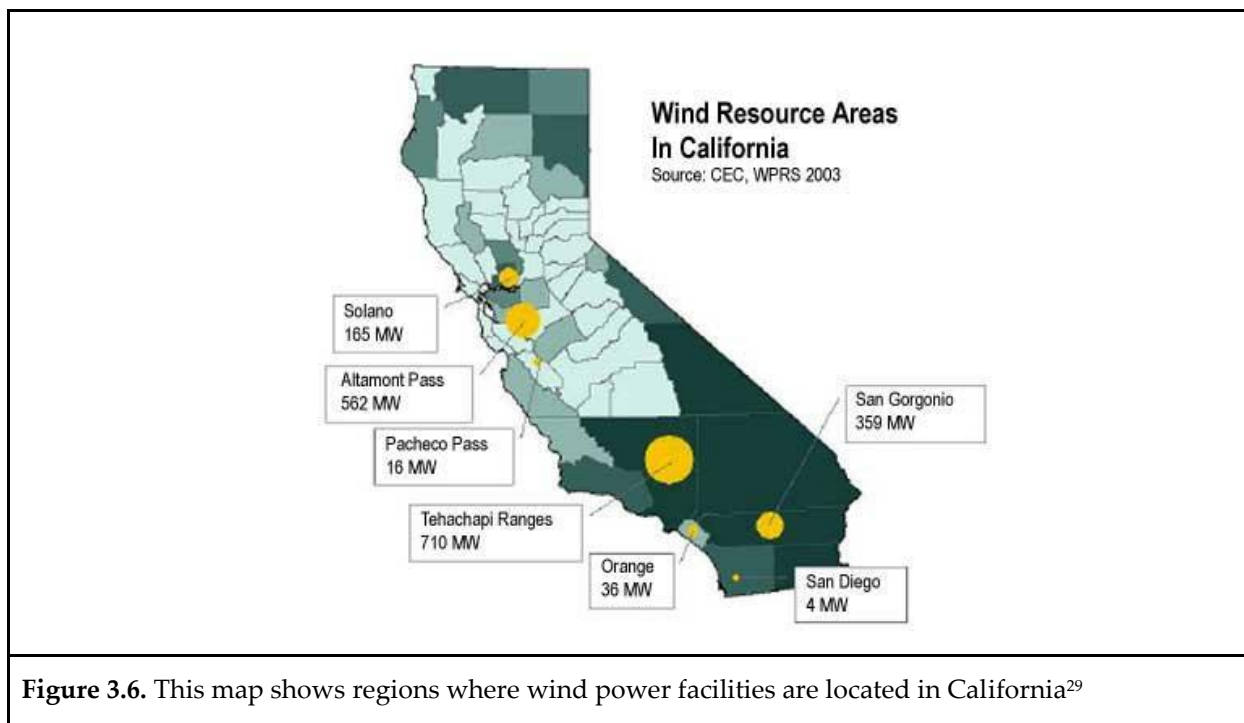 Wind Resource Areas
In California
Source: CEC, WPRS 2003
Solano
165 MW
Altamont Pass
562 MW
Pacheco Pass
16 MW
Tehachapi Ranges
710 MW
Orange
36 MW
San Gorgonio
359 MW
San Diego
4 MW
Figure 3.6. This map shows regions where wind power facilities are located in California²⁹